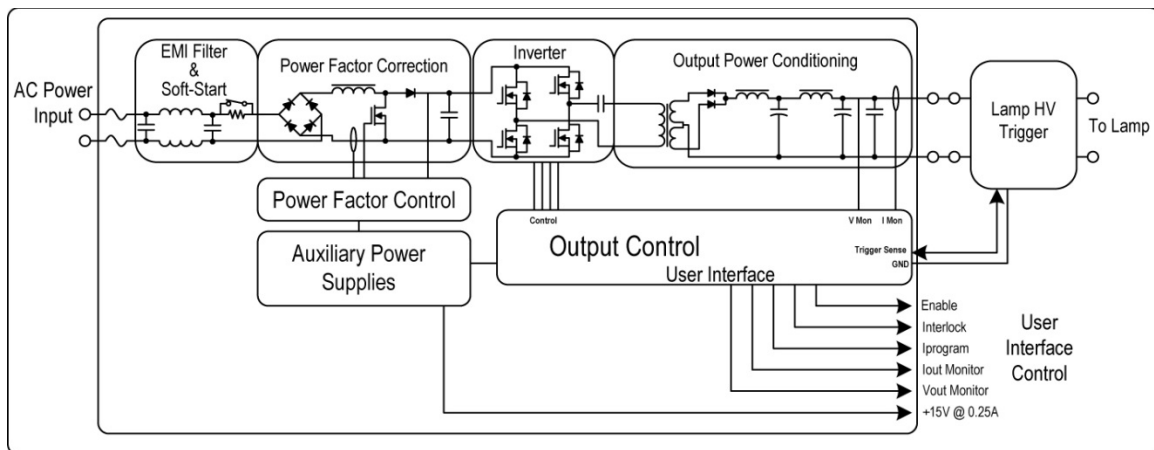 EMI Filter
&
Soft-Start
Power Factor Correction
Inverter
Output Power Conditioning
AC Power
Input
Lamp HV
Trigger
To Lamp
Power Factor Control
Control
V Mon
I Mon
Output Control
Trigger Sense
GND
User Interface
Auxiliary Power
Supplies
Enable
Interlock
Iprogram
Iout Monitor
Vout Monitor
+15V @ 0.25A
User
Interface
Control